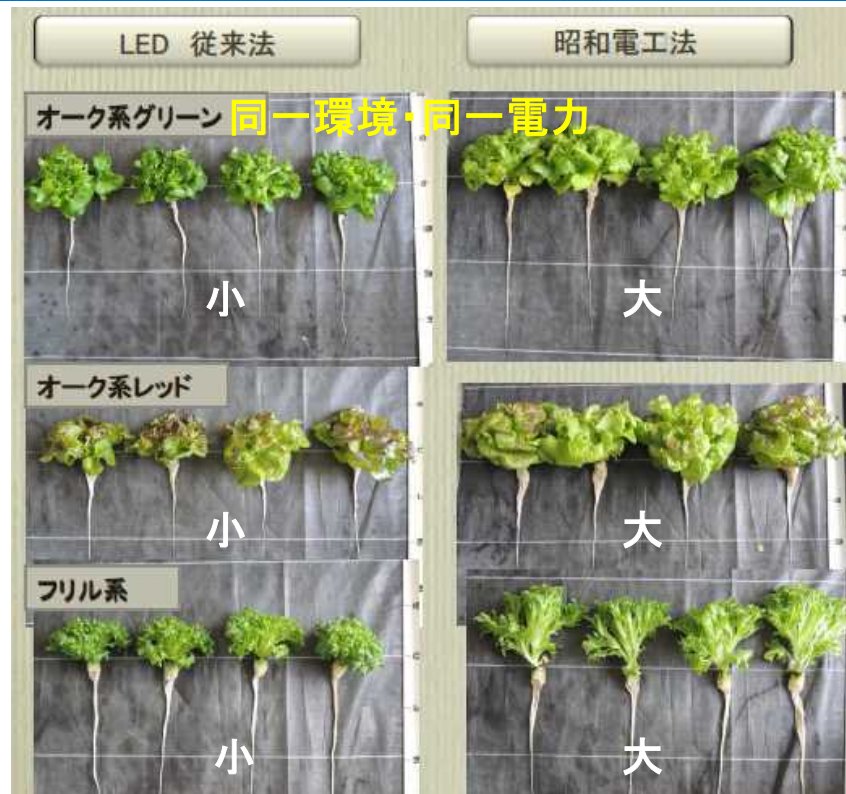 LED 従来法
昭和電工法
オーク系グリーン
同一環境・同一電力
小
大
オーク系レッド
小
大
フリル系
小
大